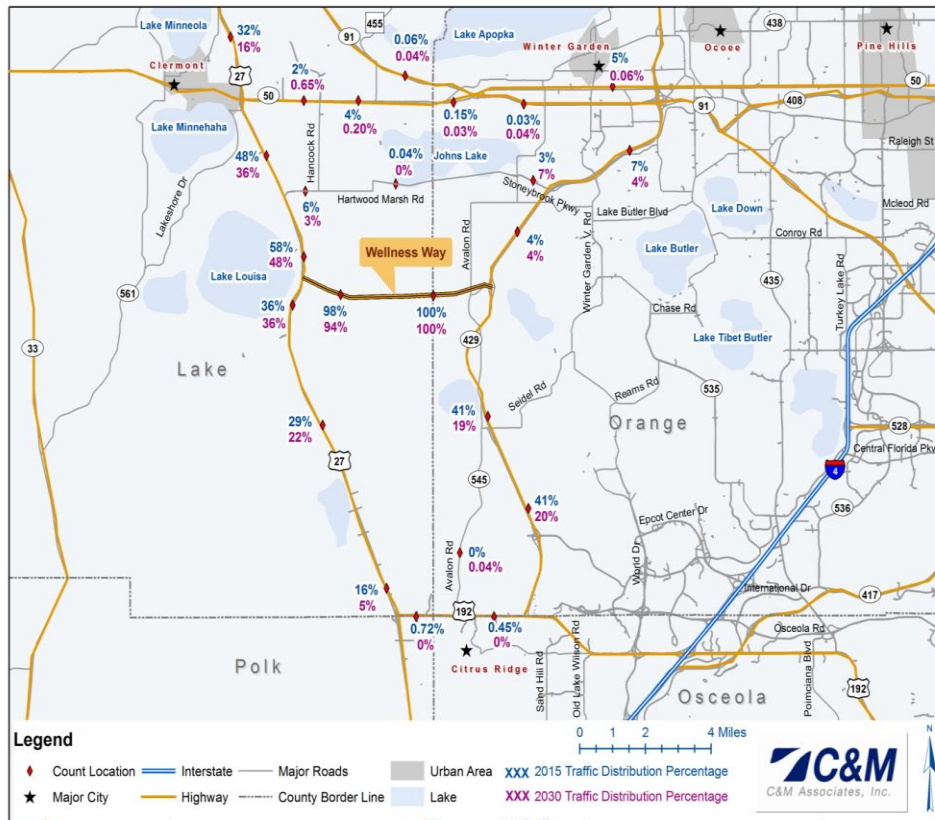 Lake Minneola
32%
16%
455
91
0.06%
0.04%
Lake Apopka
Winter Garden
Ocoee
438
Pine Hills
Clermont
27
2%
0.65%
5%
0.06%
50
50
4%
0.20%
0.15%
0.03%
0.03%
0.04%
91
408
Lake Minnehaha
Hancock Rd
0.04%
0%
Johns Lake
3%
7%
7%
4%
Raleigh St
48%
36%
Lakeshore Dr
6%
3%
Hartwood Marsh Rd
Stoneybrook Pkwy
Lake Butler Blvd
Lake Down
Mcleod Rd
Avalon Rd
Winter Garden V. Rd
4%
4%
Conroy Rd
58%
48%
Wellness Way
Lake Butler
Lake Louisa
561
435
Turkey Lake Rd
36%
36%
98%
94%
100%
100%
Chase Rd
33
429
Lake Tibet Butler
Lake
Seidel Rd
Reams Rd
535
29%
22%
41%
19%
Orange
528
Central Florida Pkwy
27
4
545
41%
20%
Epcot Center Dr
536
World Dr
Avalon Rd
0%
0.04%
International Dr
417
16%
5%
192
0.72%
0%
0.45%
0%
Osceola Rd
Citrus Ridge
Sand Hill Rd
Old Lake Wilson Rd
Poimciana Blvd
Polk
Osceola
192
Legend
0 1 2 4 Miles
N
Count Location
Interstate
Major Roads
Urban Area
XXX 2015 Traffic Distribution Percentage
Major City
Highway
County Border Line
Lake
XXX 2030 Traffic Distribution Percentage
C&M
C&M Associates, Inc.